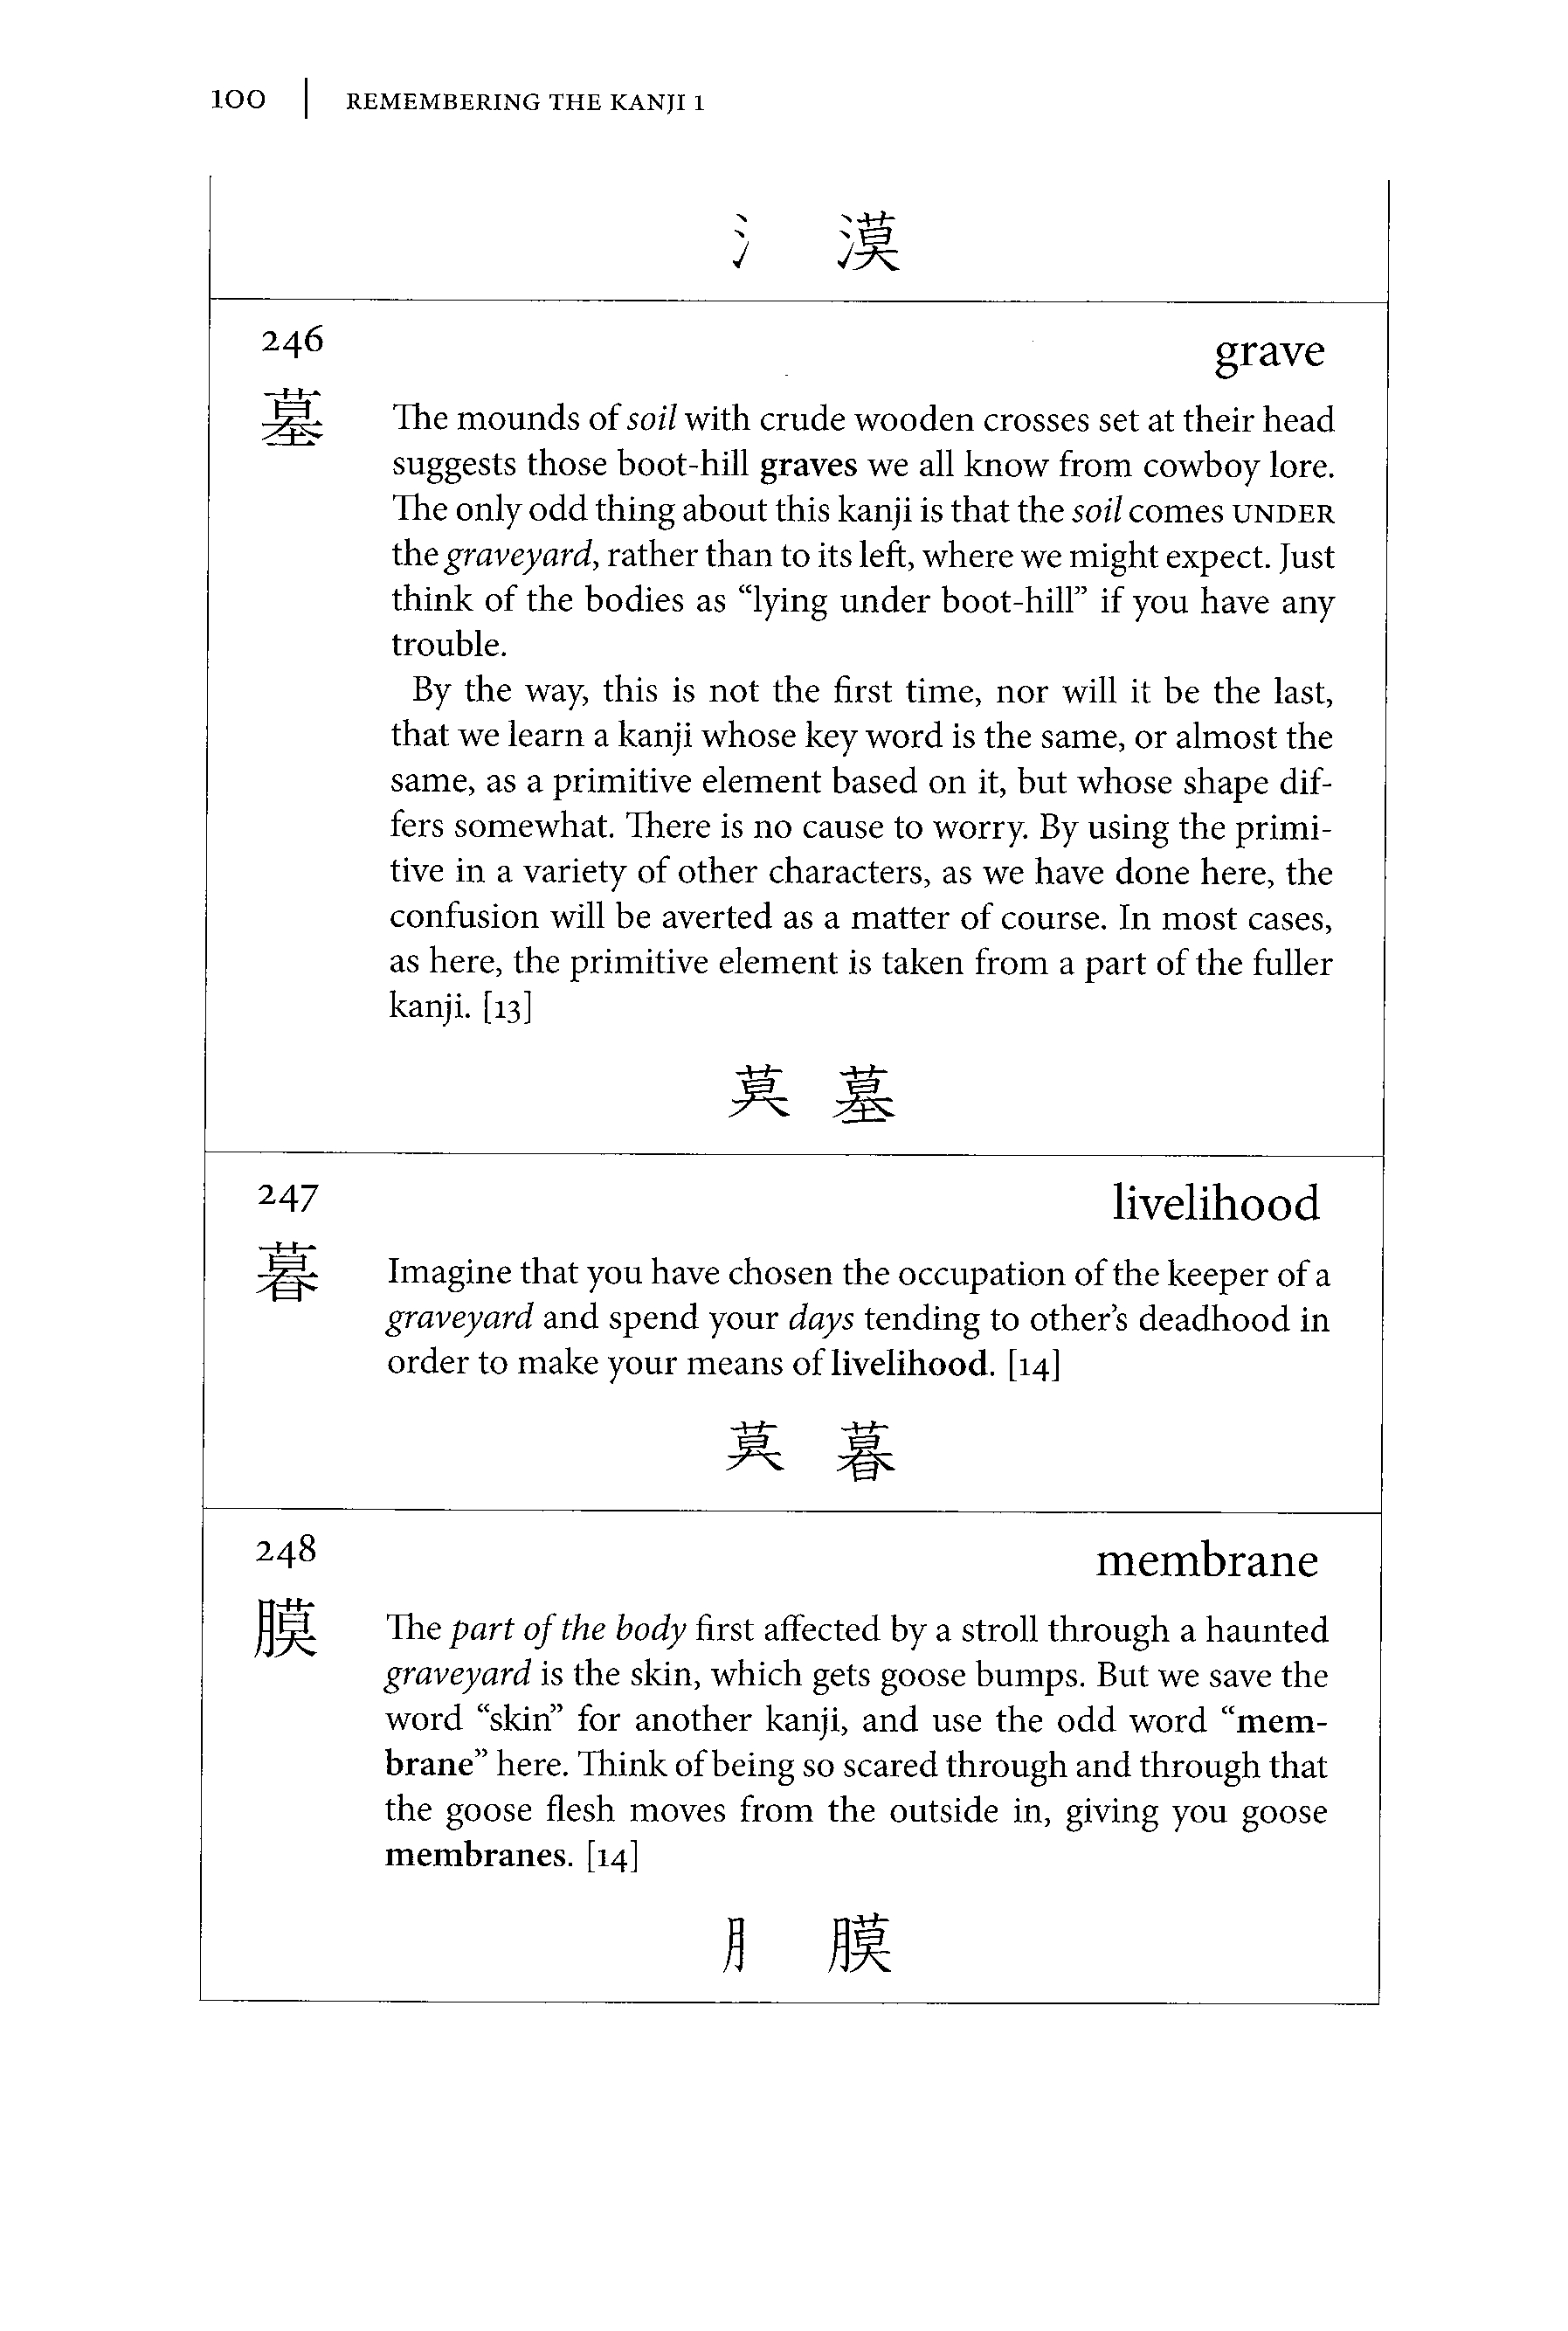 100 | REMEMBERING THE KANJI 1
氵 漠
246
grave
墓
The mounds of soil with crude wooden crosses set at their head
suggests those boot-hill graves we all know from cowboy lore.
The only odd thing about this kanji is that the soil comes UNDER
the graveyard, rather than to its left, where we might expect. Just
think of the bodies as “lying under boot-hill” if you have any
trouble.
By the way, this is not the first time, nor will it be the last,
that we learn a kanji whose key word is the same, or almost the
same, as a primitive element based on it, but whose shape dif-
fers somewhat. There is no cause to worry. By using the primi-
tive in a variety of other characters, as we have done here, the
confusion will be averted as a matter of course. In most cases,
as here, the primitive element is taken from a part of the fuller
kanji. [13]
莫 墓
247
livelihood
暮
Imagine that you have chosen the occupation of the keeper of a
graveyard and spend your days tending to other’s deadhood in
order to make your means of livelihood. [14]
莫 暮
248
membrane
膜
The part of the body first affected by a stroll through a haunted
graveyard is the skin, which gets goose bumps. But we save the
word “skin” for another kanji, and use the odd word “mem-
brane” here. Think of being so scared through and through that
the goose flesh moves from the outside in, giving you goose
membranes. [14]
月 膜